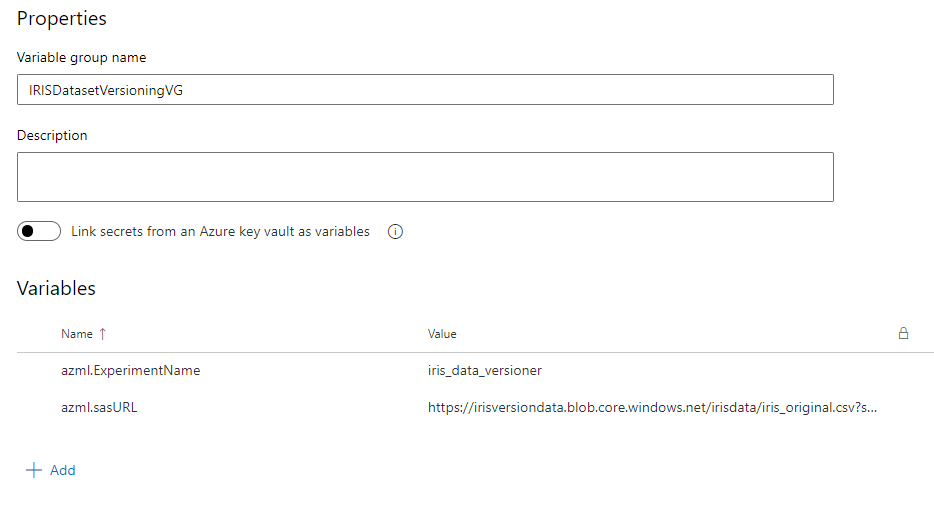 Properties
Variable group name
IRISDatasetVersioningVG
Description
Link secrets from an Azure key vault as variables
Variables
Name ↑ Value
azml.ExperimentName iris_data_versioner
azml.sasURL https://irisversiondata.blob.core.windows.net/irisdata/iris_original.csv?s...
+ Add